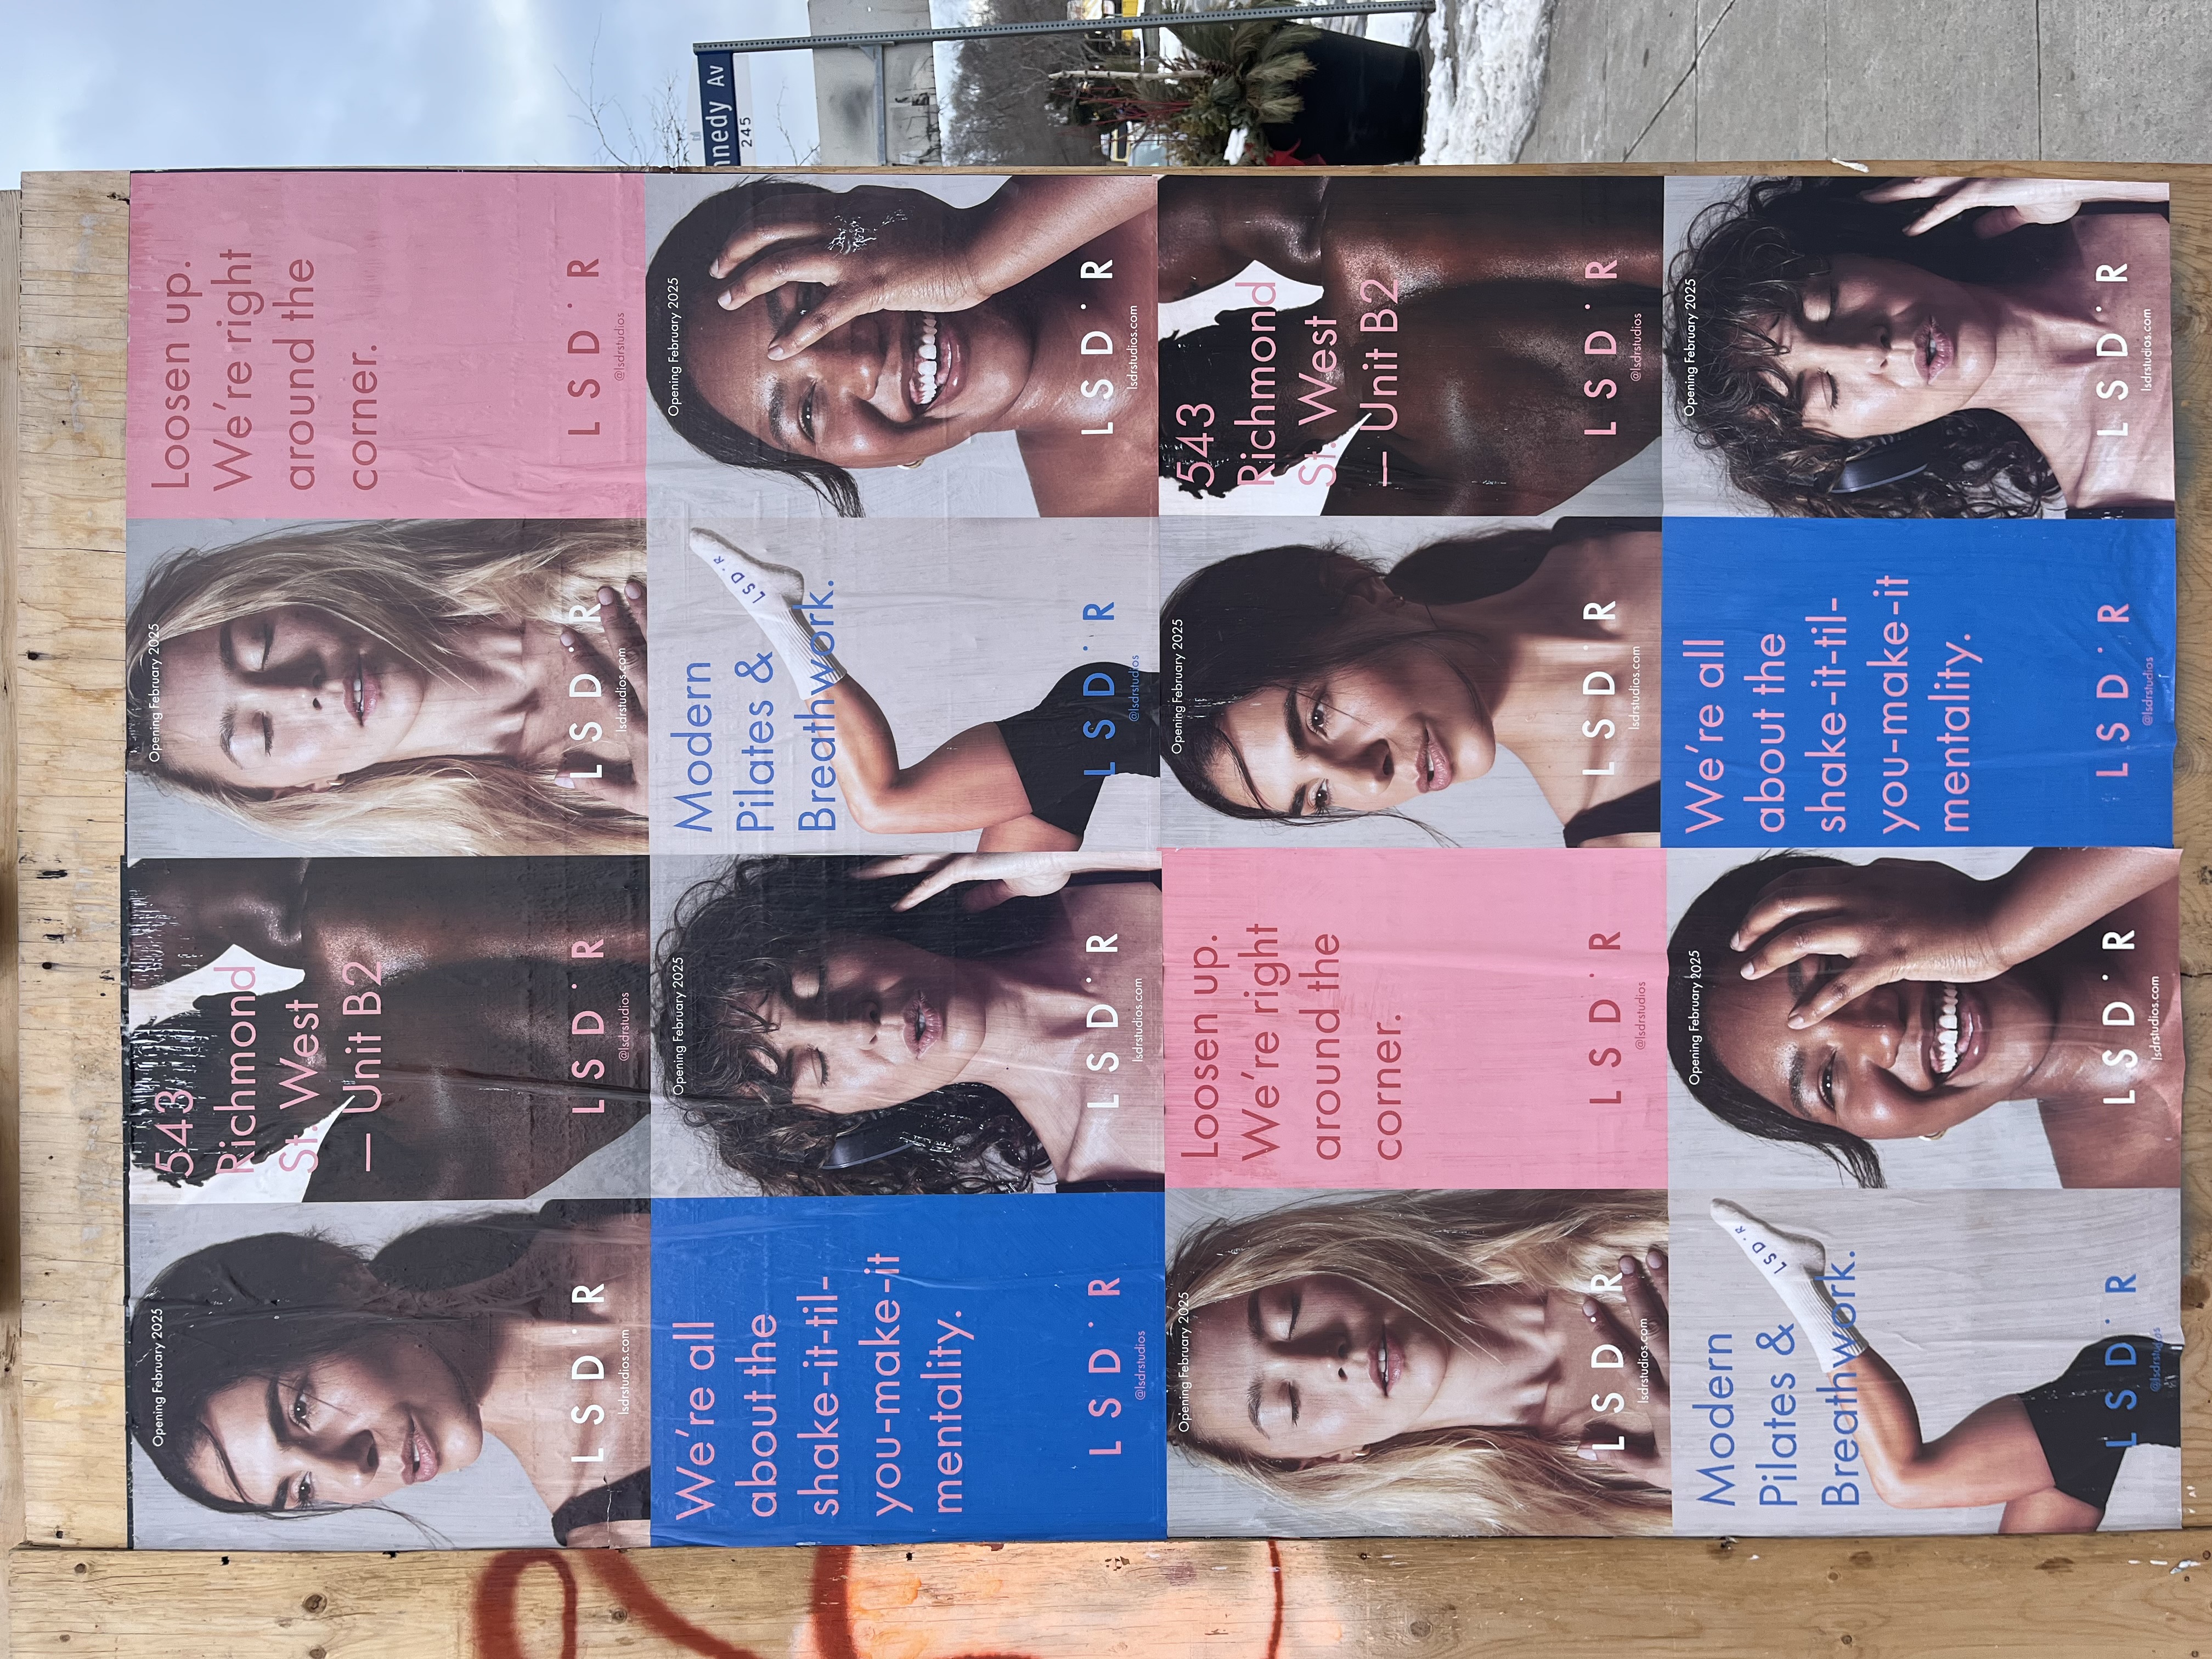 Opening February 2025
LSD·R
lsdrstudios.com
543
Richmond
St. West
— Unit B2
LSD·R
@lsdrstudios
Opening February 2025
LSD·R
lsdrstudios.com
Loosen up.
We're right
around the
corner.
LSD·R
@lsdrstudios
We're all
about the
shake-it-til-
you-make-it
mentality.
LSD·R
@lsdrstudios
Opening February 2025
LSD·R
lsdrstudios.com
Modern
Pilates &
Breathwork.
LSD·R
LSD·R
@lsdrstudios
Opening February 2025
LSD·R
lsdrstudios.com
Opening February 2025
LSD·R
lsdrstudios.com
Loosen up.
We're right
around the
corner.
LSD·R
@lsdrstudios
Opening February 2025
LSD·R
lsdrstudios.com
543
Richmond
St. West
— Unit B2
LSD·R
@lsdrstudios
Modern
Pilates &
Breathwork.
LSD·R
LSD·R
@lsdrstudios
Opening February 2025
LSD·R
lsdrstudios.com
We're all
about the
shake-it-til-
you-make-it
mentality.
LSD·R
@lsdrstudios
Opening February 2025
LSD·R
lsdrstudios.com
Av
245